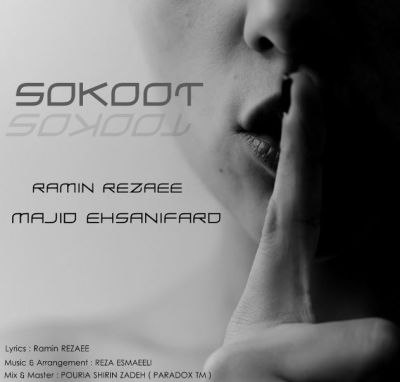 SOKOOT
SOKOOT
RAMIN REZAEE
MAJID EHSANIFARD
Lyrics : Ramin REZAEE
Music & Arrangement : REZA ESMAEELI
Mix & Master : POURIA SHIRIN ZADEH ( PARADOX TM )